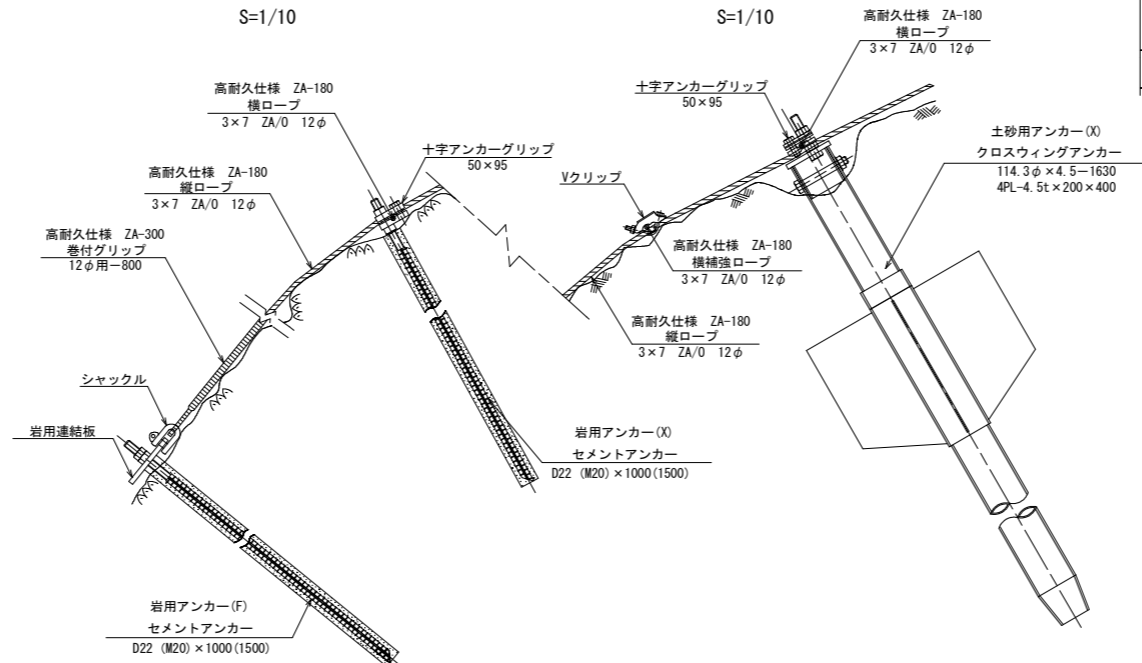 S=1/10
高耐久仕様 ZA-180
横ロープ
3×7 ZA/O 12φ
高耐久仕様 ZA-180
縦ロープ
3×7 ZA/O 12φ
十字アンカーグリップ
50×95
高耐久仕様 ZA-300
巻付グリップ
12φ用ー800
シャックル
岩用連結板
岩用アンカー(X)
セメントアンカー
D22 (M20)×1000(1500)
岩用アンカー(F)
セメントアンカー
D22 (M20)×1000(1500)
S=1/10
高耐久仕様 ZA-180
横ロープ
3×7 ZA/O 12φ
十字アンカーグリップ
50×95
土砂用アンカー(X)
クロスウィングアンカー
114.3φ×4.5ー1630
4PL-4.5t×200×400
Vクリップ
高耐久仕様 ZA-180
横補強ロープ
3×7 ZA/O 12φ
高耐久仕様 ZA-180
縦ロープ
3×7 ZA/O 12φ